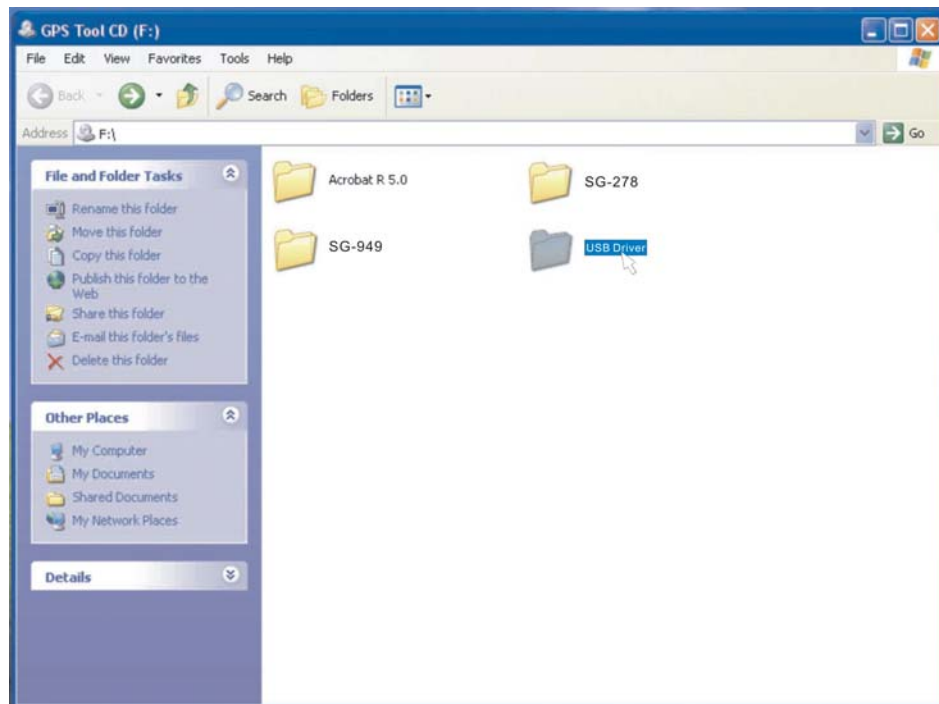 GPS Tool CD (F:)
File Edit View Favorites Tools Help
Back Search Folders
Address F:\ Go
File and Folder Tasks
Rename this folder
Move this folder
Copy this folder
Publish this folder to the
Web
Share this folder
E-mail this folder's files
Delete this folder
Other Places
My Computer
My Documents
Shared Documents
My Network Places
Details
Acrobat R 5.0
SG-278
SG-949
USB Driver